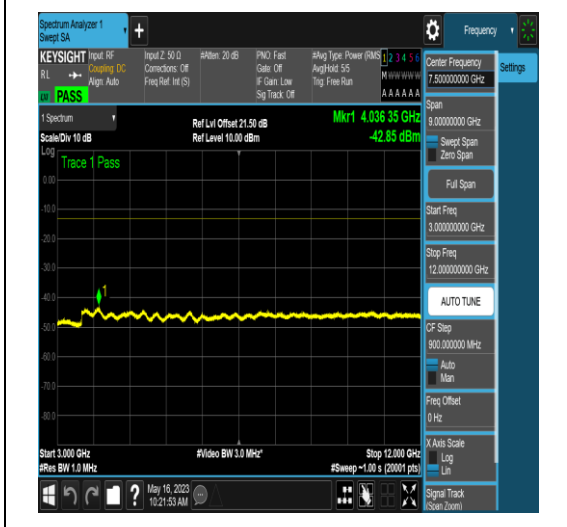 Spectrum Analyzer 1
Swept SA
Frequency
KEYSIGHT
Input: RF
Input Z: 50 Ω
#Atten: 20 dB
PNO: Fast
#Avg Type: Power (RMS
1 2 3 4 5 6
RL
Coupling: DC
Corrections: Off
Gate: Off
Avg|Hold: 5/5
M W W W W W
Align: Auto
Freq Ref: Int (S)
IF Gain: Low
Trig: Free Run
Sig Track: Off
A A A A A A
PASS
Settings
1 Spectrum
Ref Lvl Offset 21.50 dB
Mkr1 4.036 35 GHz
Scale/Div 10 dB
Ref Level 10.00 dBm
-42.85 dBm
Log
Trace 1 Pass
0.00
-10.0
-20.0
-30.0
-40.0
1
-50.0
-60.0
-70.0
-80.0
Start 3.000 GHz
#Video BW 3.0 MHz*
Stop 12.000 GHz
#Res BW 1.0 MHz
#Sweep ~1.00 s (20001 pts)
Center Frequency
7.500000000 GHz
Span
9.00000000 GHz
Swept Span
Zero Span
Full Span
Start Freq
3.000000000 GHz
Stop Freq
12.000000000 GHz
AUTO TUNE
CF Step
900.000000 MHz
Auto
Man
Freq Offset
0 Hz
X Axis Scale
Log
Lin
Signal Track
(Span Zoom)
?
May 16, 2023
10:21:53 AM